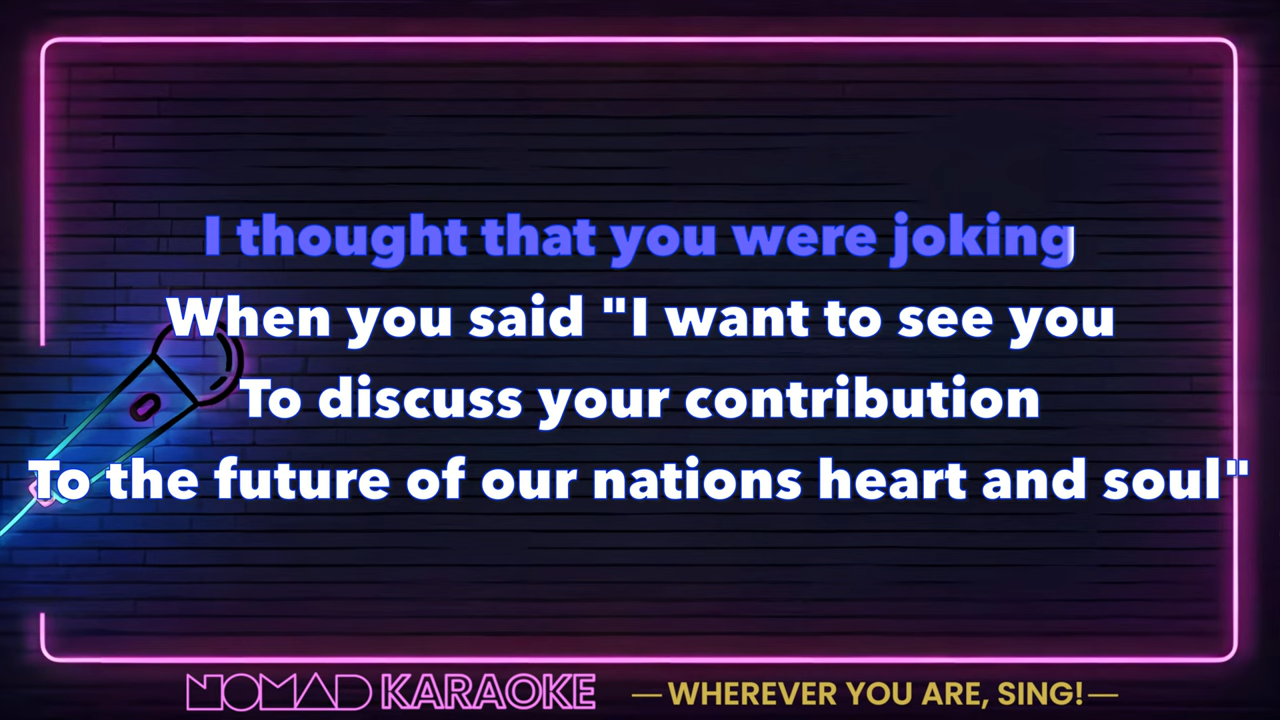 I thought that you were joking
When you said "I want to see you
To discuss your contribution
To the future of our nations heart and soul"
NOMAD KARAOKE —WHEREVER YOU ARE, SING!—